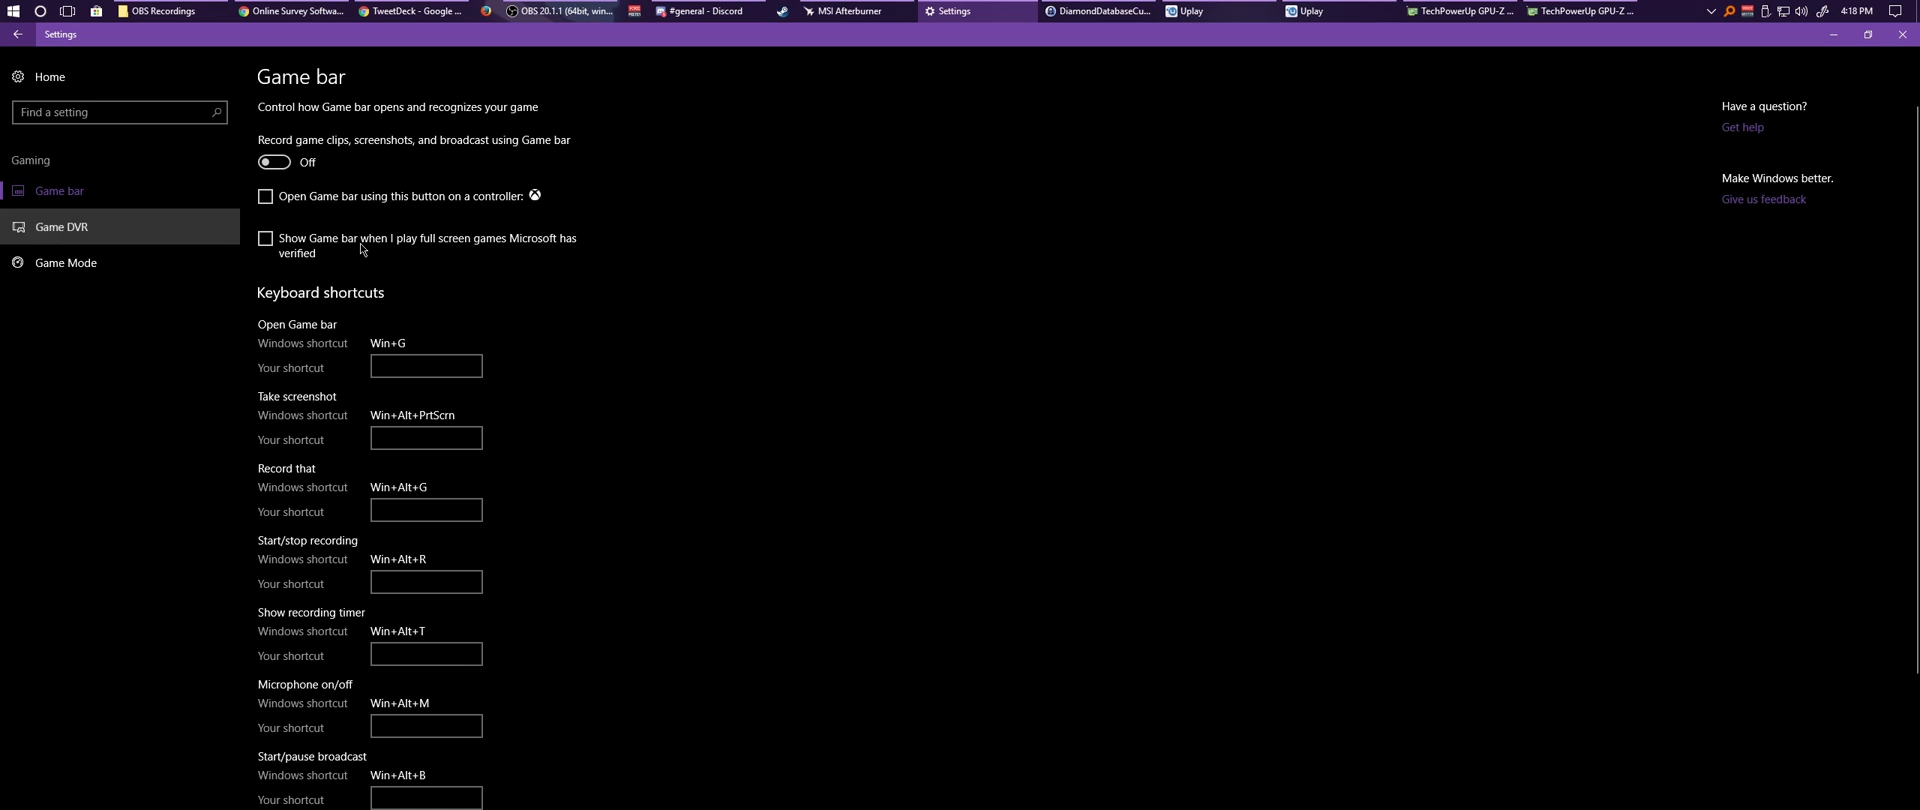 OBS Recordings
Online Survey Softwa...
TweetDeck - Google ...
OBS 20.1.1 (64bit, win...
#general - Discord
MSI Afterburner
Settings
DiamondDatabaseCu...
Uplay
Uplay
TechPowerUp GPU-Z ...
TechPowerUp GPU-Z ...
4:18 PM
Settings
Home
Find a setting
Gaming
Game bar
Game DVR
Game Mode
Game bar
Control how Game bar opens and recognizes your game
Record game clips, screenshots, and broadcast using Game bar
Off
Open Game bar using this button on a controller:
Show Game bar when I play full screen games Microsoft has
verified
Keyboard shortcuts
Open Game bar
Windows shortcut Win+G
Your shortcut
Take screenshot
Windows shortcut Win+Alt+PrtScrn
Your shortcut
Record that
Windows shortcut Win+Alt+G
Your shortcut
Start/stop recording
Windows shortcut Win+Alt+R
Your shortcut
Show recording timer
Windows shortcut Win+Alt+T
Your shortcut
Microphone on/off
Windows shortcut Win+Alt+M
Your shortcut
Start/pause broadcast
Windows shortcut Win+Alt+B
Your shortcut
Have a question?
Get help
Make Windows better.
Give us feedback